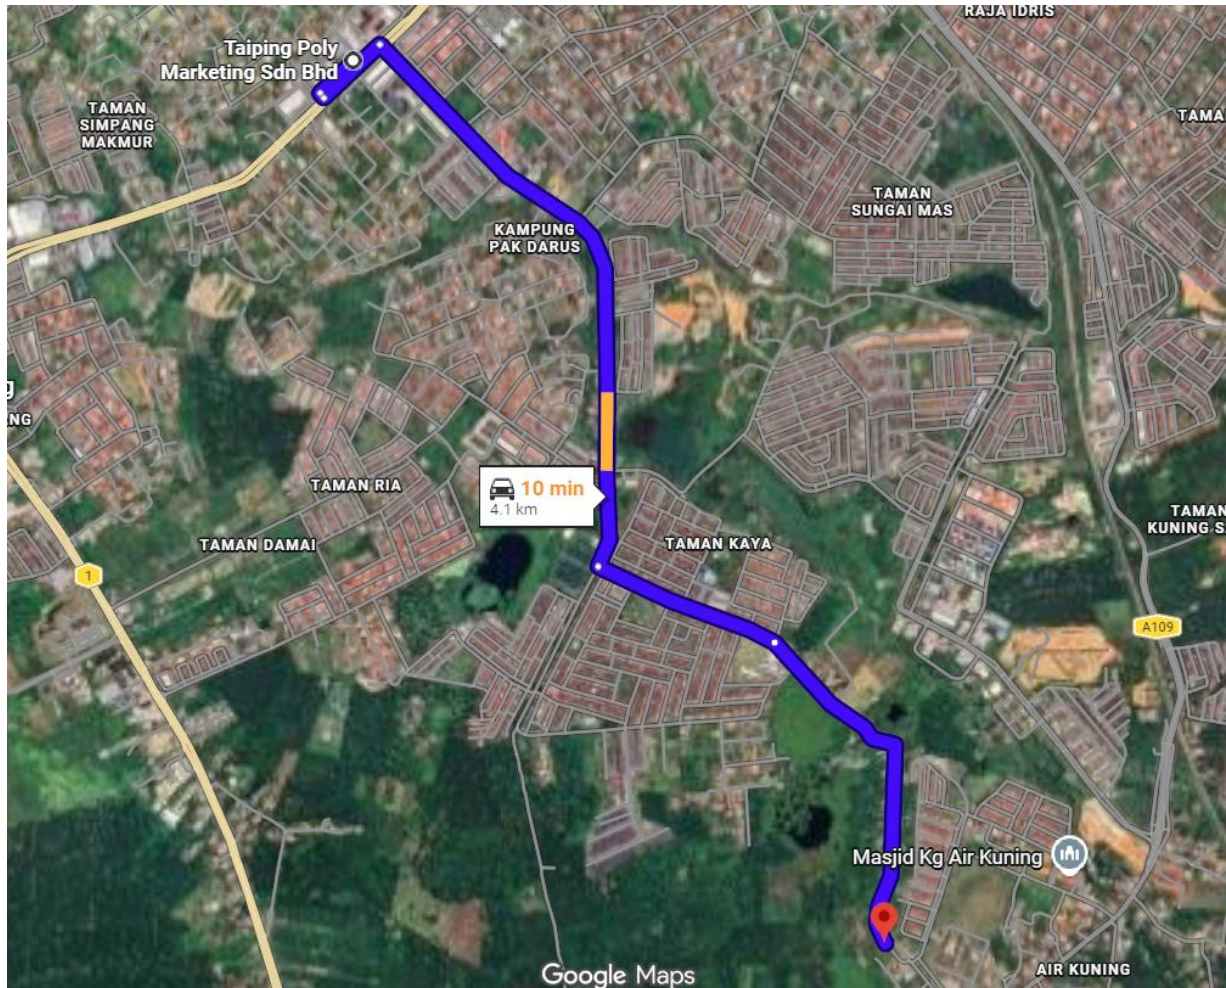 RAJA IDRIS
Taiping Poly
Marketing Sdn Bhd
TAMAN
SIMPANG
MAKMUR
TAMA
TAMAN
SUNGAI MAS
KAMPUNG
PAK DARUS
g
NG
TAMAN RIA
10 min
4.1 km
TAMAN DAMAI
TAMAN KAYA
TAMAN
KUNING S
1
A109
Masjid Kg Air Kuning
AIR KUNING
Google Maps